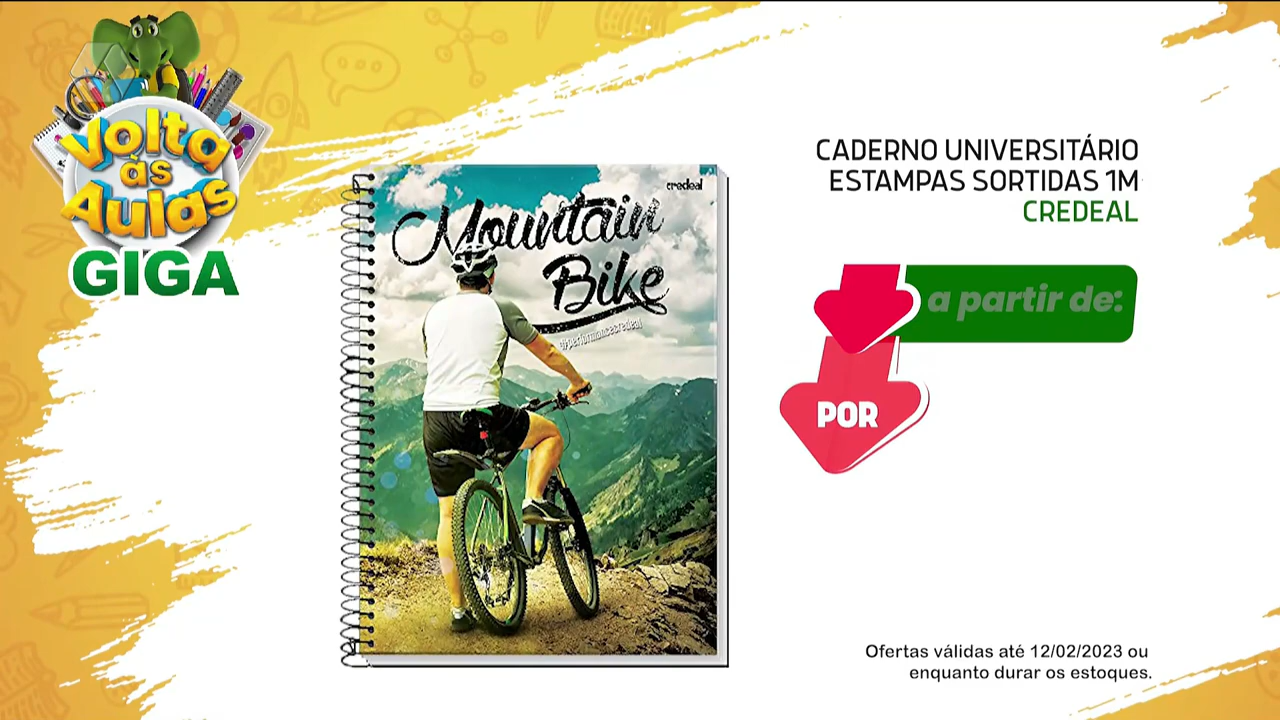 Volta
às
Aulas
GIGA
credeal
Mountain
Bike
#performancecredeal
CADERNO UNIVERSITÁRIO
ESTAMPAS SORTIDAS 1M
CREDEAL
a partir de:
POR
Ofertas válidas até 12/02/2023 ou
enquanto durar os estoques.